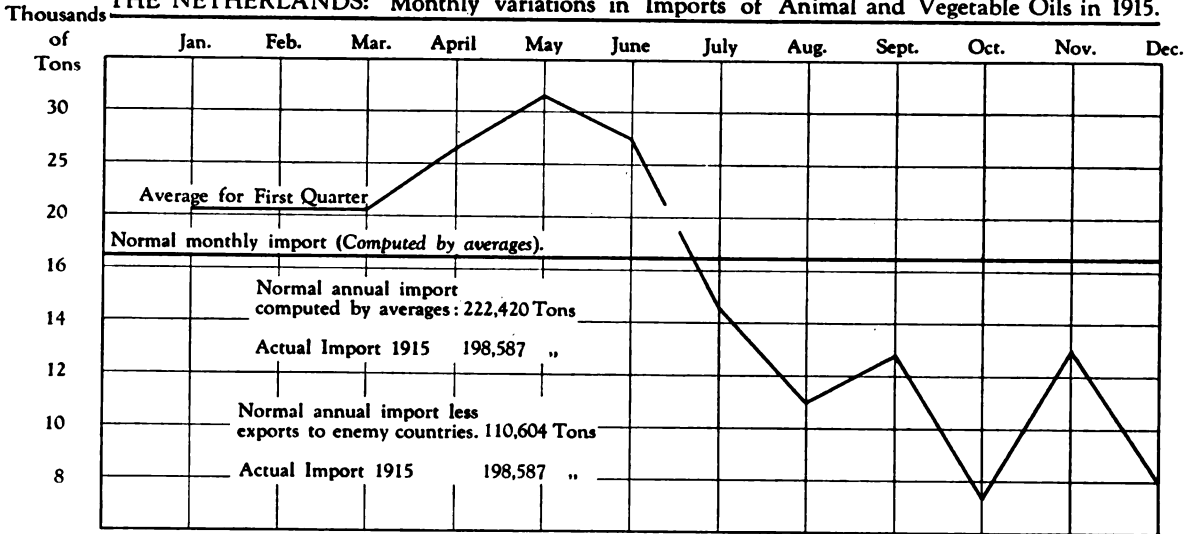 THE NETHERLANDS: Monthly Variations in Imports of Animal and Vegetable Oils in 1915.
Thousands
of
Tons
Jan. Feb. Mar. April May June July Aug. Sept. Oct. Nov. Dec.
30
25
Average for First Quarter
20
Normal monthly import (Computed by averages).
16
Normal annual import
computed by averages: 222,420 Tons
14
Actual Import 1915 198,587 „
12
Normal annual import less
10
exports to enemy countries. 110,604 Tons
8
Actual Import 1915 198,587 „